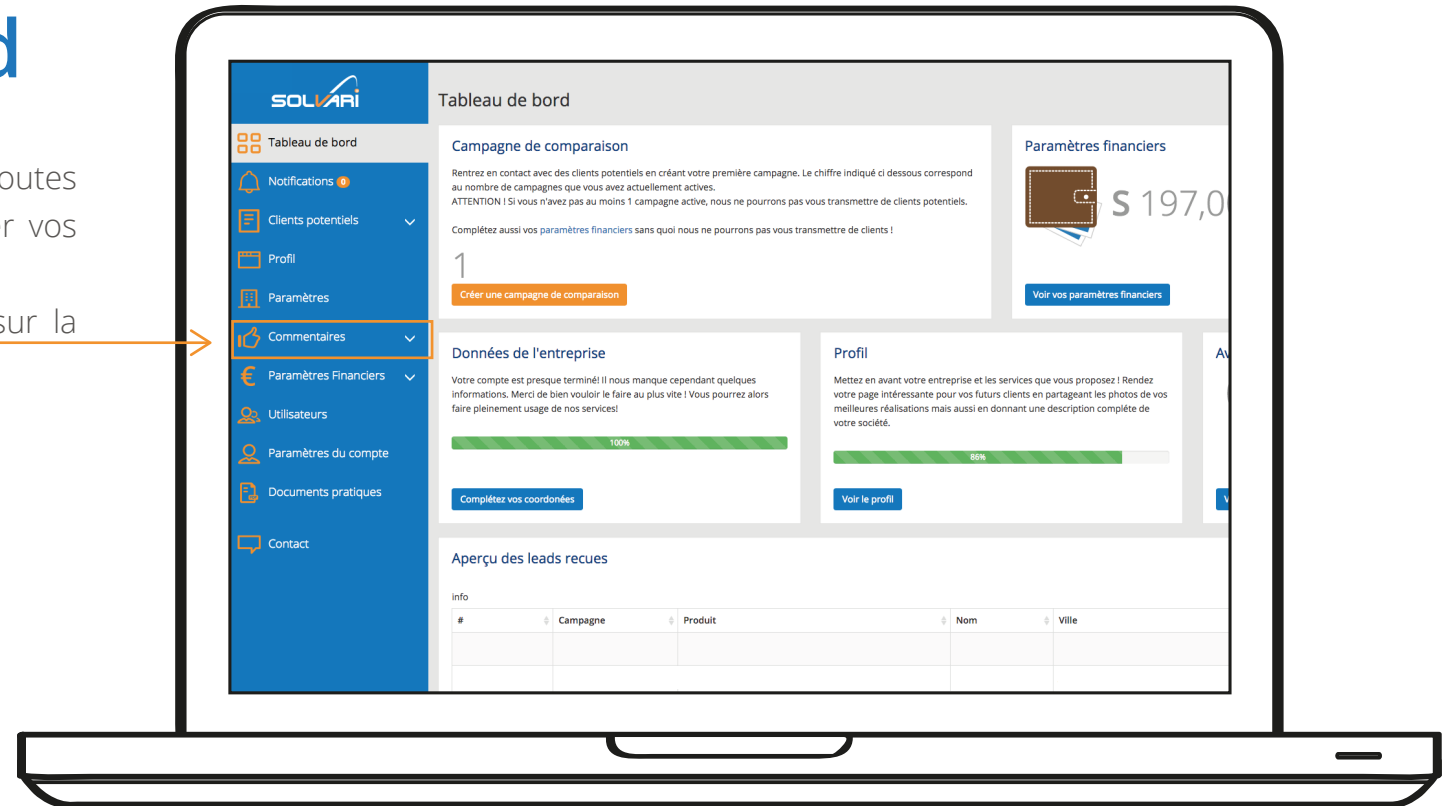 d
outes
r vos
sur la
SOLVARI
Tableau de bord
Notifications 0
Clients potentiels
Profil
Paramètres
Commentaires
Paramètres Financiers
Utilisateurs
Paramètres du compte
Documents pratiques
Contact
Tableau de bord
Campagne de comparaison
Rentrez en contact avec des clients potentiels en créant votre première campagne. Le chiffre indiqué ci dessous correspond
au nombre de campagnes que vous avez actuellement actives.
ATTENTION ! Si vous n'avez pas au moins 1 campagne active, nous ne pourrons pas vous transmettre de clients potentiels.
Complétez aussi vos paramètres financiers sans quoi nous ne pourrons pas vous transmettre de clients !
1
Créer une campagne de comparaison
Paramètres financiers
S 197,0
Voir vos paramètres financiers
Données de l'entreprise
Votre compte est presque terminé! Il nous manque cependant quelques
informations. Merci de bien vouloir le faire au plus vite ! Vous pourrez alors
faire pleinement usage de nos services!
100%
Complétez vos coordonées
Profil
Mettez en avant votre entreprise et les services que vous proposez ! Rendez
votre page intéressante pour vos futurs clients en partageant les photos de vos
meilleures réalisations mais aussi en donnant une description compléte de
votre société.
86%
Voir le profil
Av
V
Aperçu des leads recues
info
# Campagne Produit Nom Ville